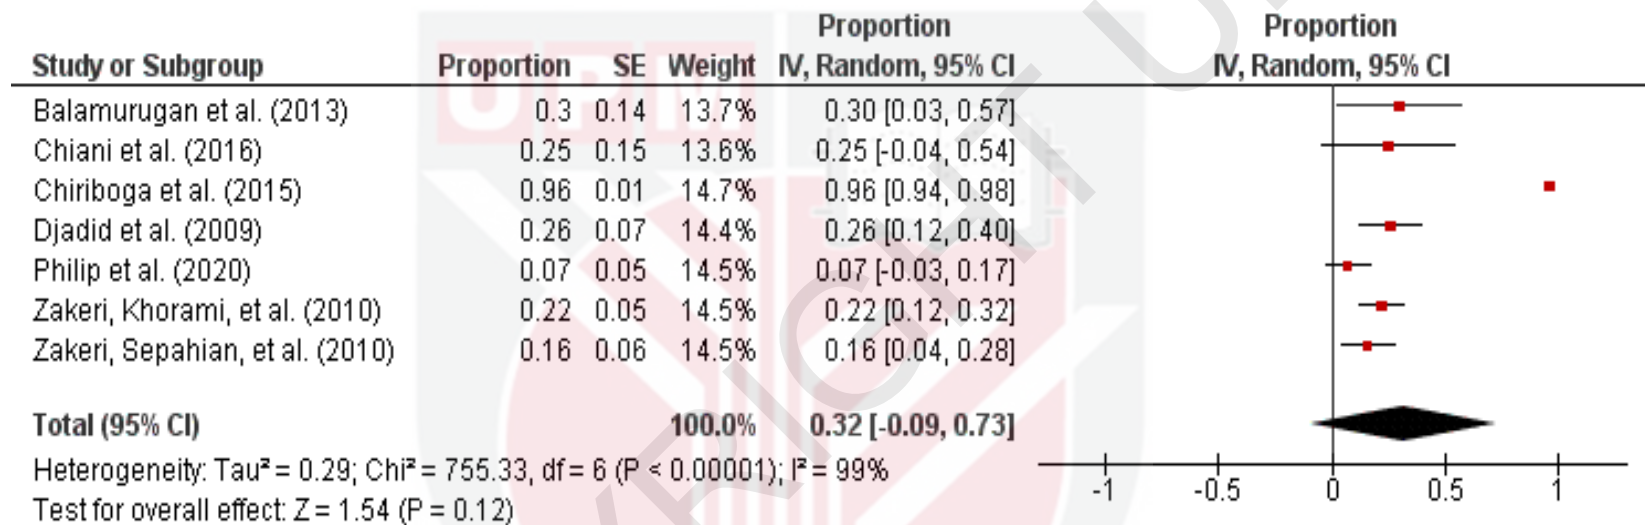 Proportion Proportion
Study or Subgroup Proportion SE Weight IV, Random, 95% CI IV, Random, 95% CI
Balamurugan et al. (2013) 0.3 0.14 13.7% 0.30 [0.03, 0.57]
Chiani et al. (2016) 0.25 0.15 13.6% 0.25 [-0.04, 0.54]
Chiriboga et al. (2015) 0.96 0.01 14.7% 0.96 [0.94, 0.98]
Djadid et al. (2009) 0.26 0.07 14.4% 0.26 [0.12, 0.40]
Philip et al. (2020) 0.07 0.05 14.5% 0.07 [-0.03, 0.17]
Zakeri, Khorami, et al. (2010) 0.22 0.05 14.5% 0.22 [0.12, 0.32]
Zakeri, Sepahian, et al. (2010) 0.16 0.06 14.5% 0.16 [0.04, 0.28]
Total (95% CI) 100.0% 0.32 [-0.09, 0.73]
Heterogeneity: Tau² = 0.29; Chi² = 755.33, df = 6 (P < 0.00001); I² = 99%
Test for overall effect: Z = 1.54 (P = 0.12)
-1 -0.5 0 0.5 1
UPM
YRIGHT U